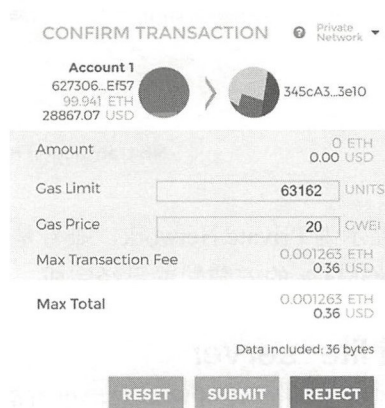 CONFIRM TRANSACTION ? Private Network
Account 1
627306...Ef57
99.941 ETH
28867.07 USD
345cA3...3e10
Amount 0 ETH
0.00 USD
Gas Limit 63162 UNITS
Gas Price 20 GWEI
Max Transaction Fee 0.001263 ETH
0.36 USD
Max Total 0.001263 ETH
0.36 USD
Data included: 36 bytes
RESET SUBMIT REJECT